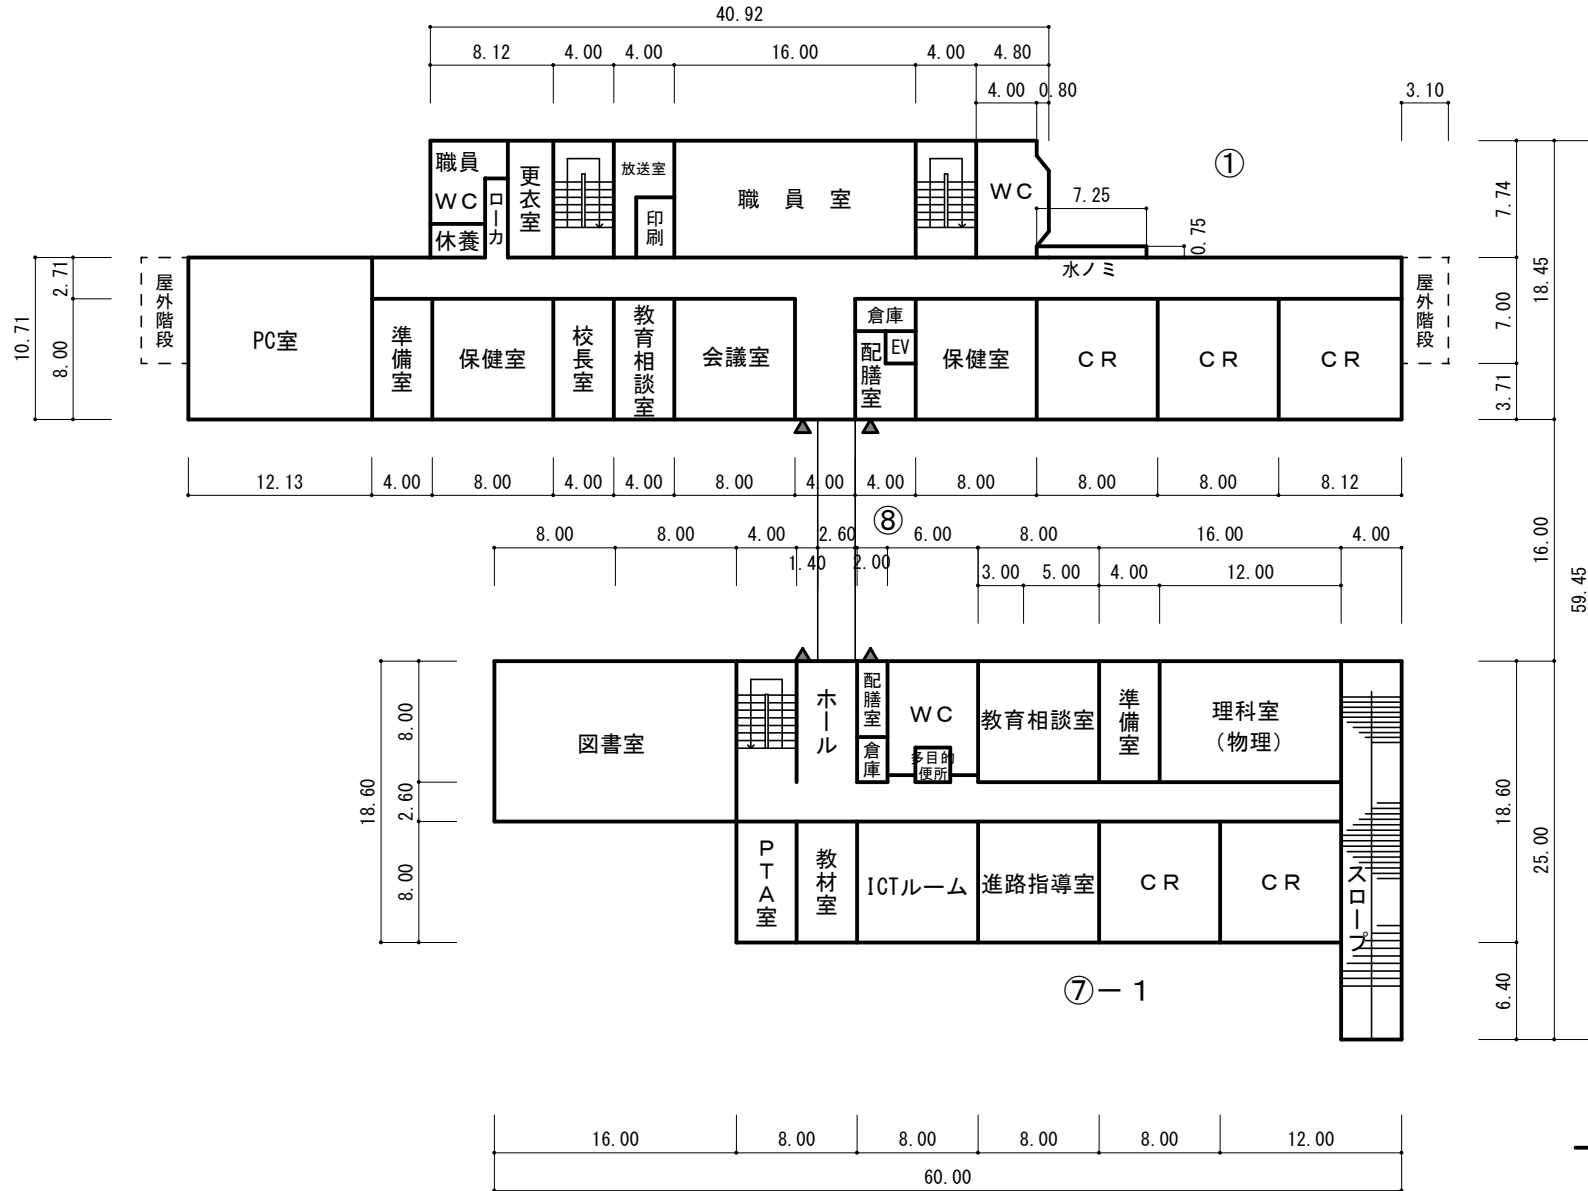 40.92
8.12 4.00 4.00 16.00 4.00 4.80
4.00 0.80
3.10
①
職員
ＷＣ
休養
ローカ
更衣室
放送室
印刷
職 員 室
ＷＣ
7.25
0.75
水ノミ
7.74
7.00
3.71
18.45
10.71
2.71
8.00
屋外階段
PC室
準備室
保健室
校長室
教育相談室
会議室
倉庫
EV
配膳室
保健室
ＣＲ
ＣＲ
ＣＲ
屋外階段
12.13 4.00 8.00 4.00 4.00 8.00 4.00 4.00 8.00 8.00 8.00 8.12
⑧
8.00 8.00 4.00 2.60 6.00 8.00 16.00 4.00
1.40 2.00
3.00 5.00 4.00 12.00
16.00
59.45
18.60
8.00
2.60
8.00
図書室
ホール
配膳室
倉庫
ＷＣ
多目的
便所
教育相談室
準備室
理科室
（物理）
ＰＴＡ室
教材室
ICTルーム
進路指導室
ＣＲ
ＣＲ
スロープ
18.60
6.40
25.00
⑦－１
16.00 8.00 8.00 8.00 8.00 12.00
60.00